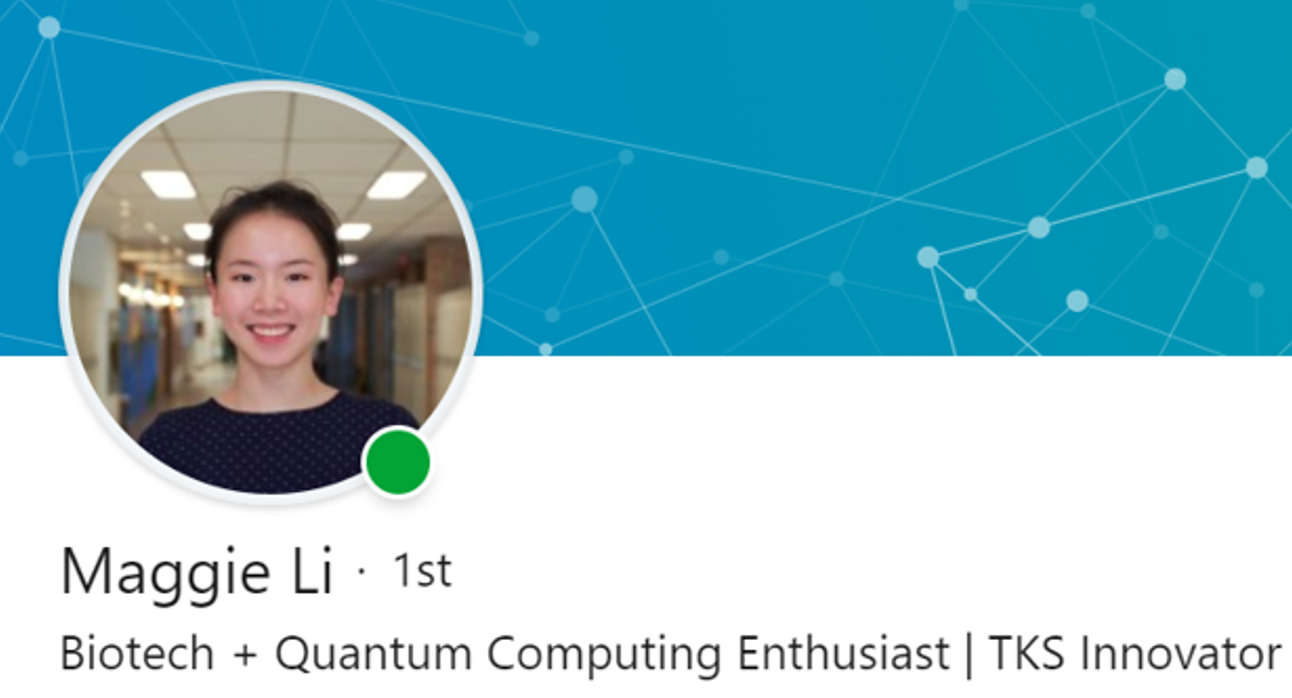 Maggie Li · 1st
Biotech + Quantum Computing Enthusiast | TKS Innovator